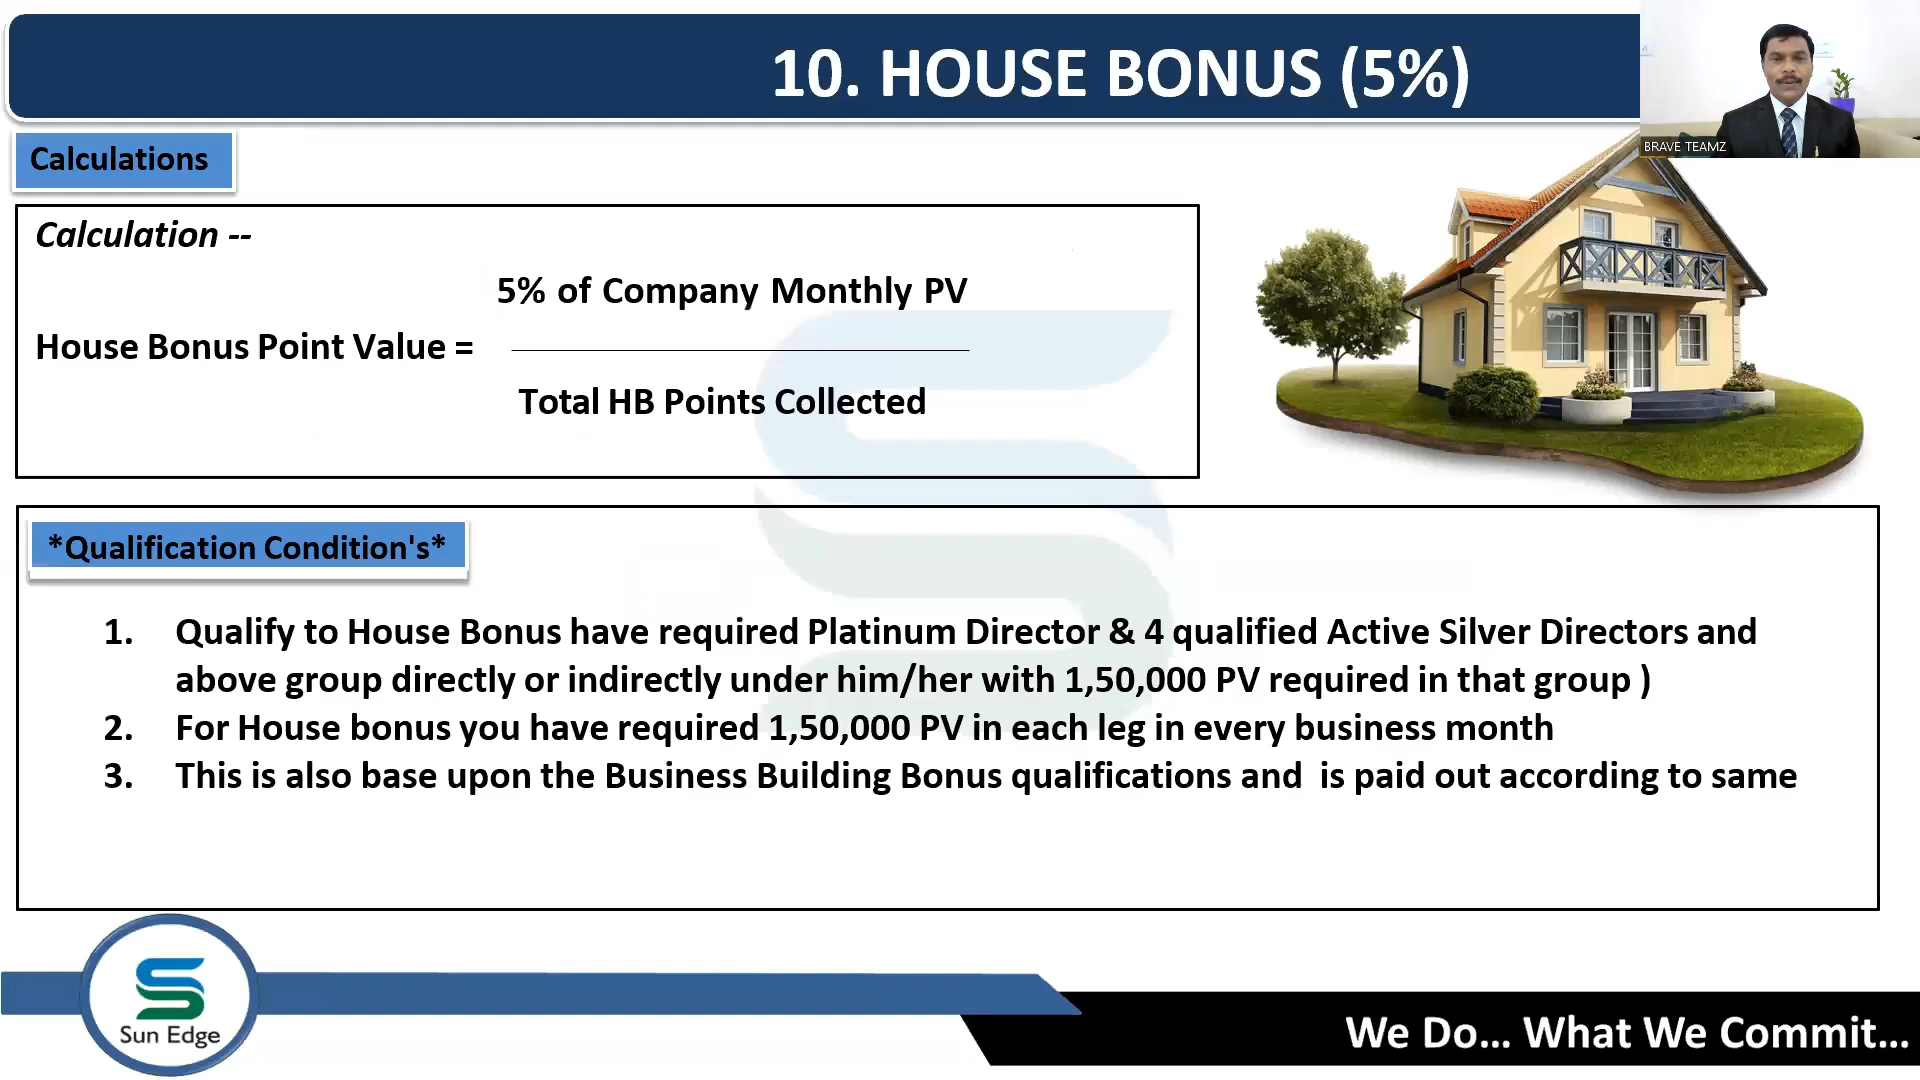 10. HOUSE BONUS (5%)
BRAVE TEAMZ
Calculations
Calculation --
5% of Company Monthly PV
House Bonus Point Value =
Total HB Points Collected
*Qualification Condition's*
1. Qualify to House Bonus have required Platinum Director & 4 qualified Active Silver Directors and
above group directly or indirectly under him/her with 1,50,000 PV required in that group )
2. For House bonus you have required 1,50,000 PV in each leg in every business month
3. This is also base upon the Business Building Bonus qualifications and is paid out according to same
Sun Edge
We Do... What We Commit...